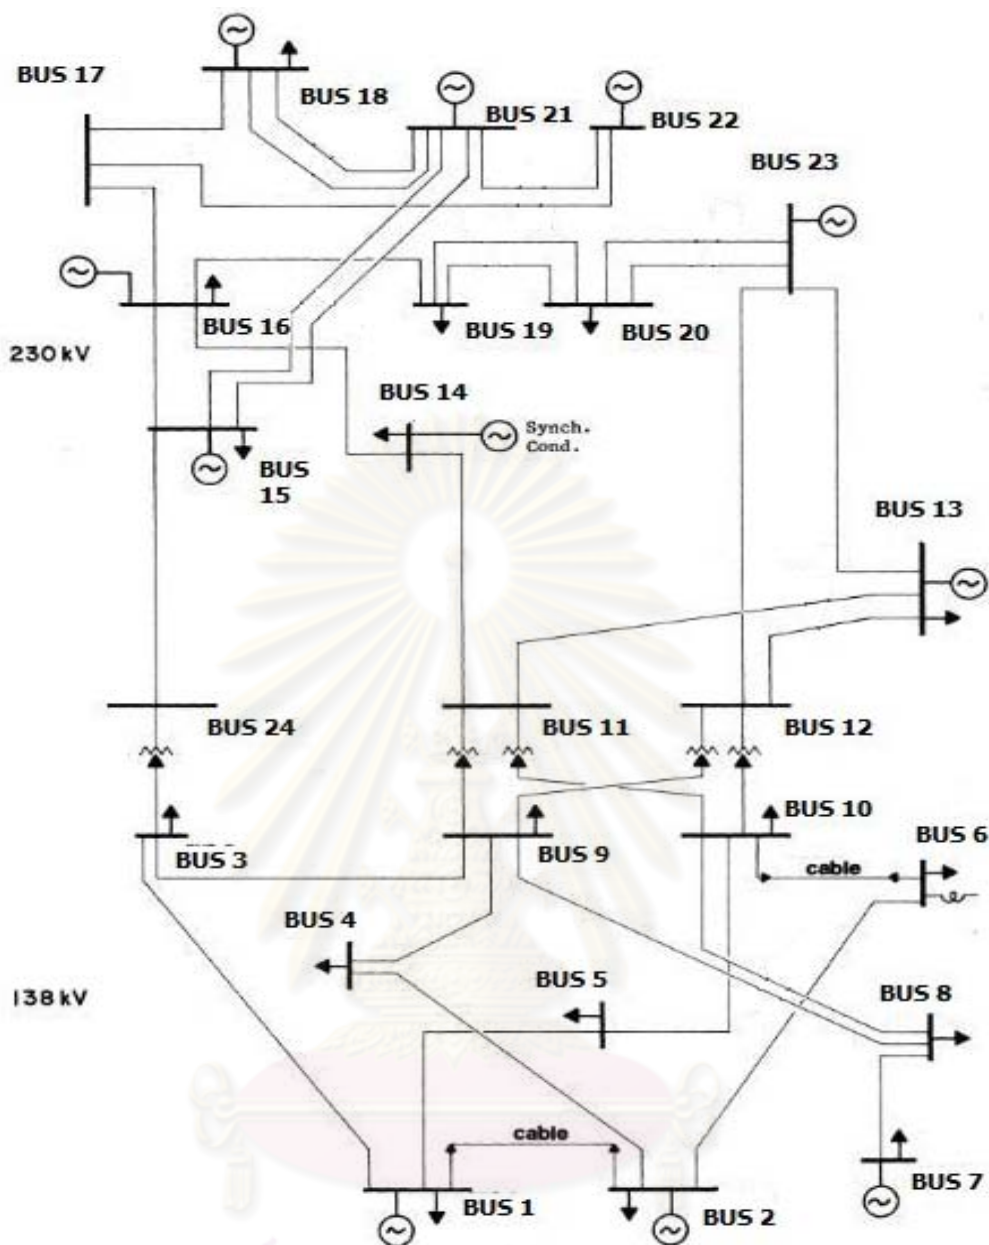 BUS 17
BUS 18
BUS 21
BUS 22
BUS 23
BUS 16
BUS 19
BUS 20
230 kV
BUS 14
Synch.
Cond.
BUS
15
BUS 13
BUS 24
BUS 11
BUS 12
BUS 3
BUS 9
BUS 10
BUS 6
cable
BUS 4
138 kV
BUS 5
BUS 8
cable
BUS 1
BUS 2
BUS 7